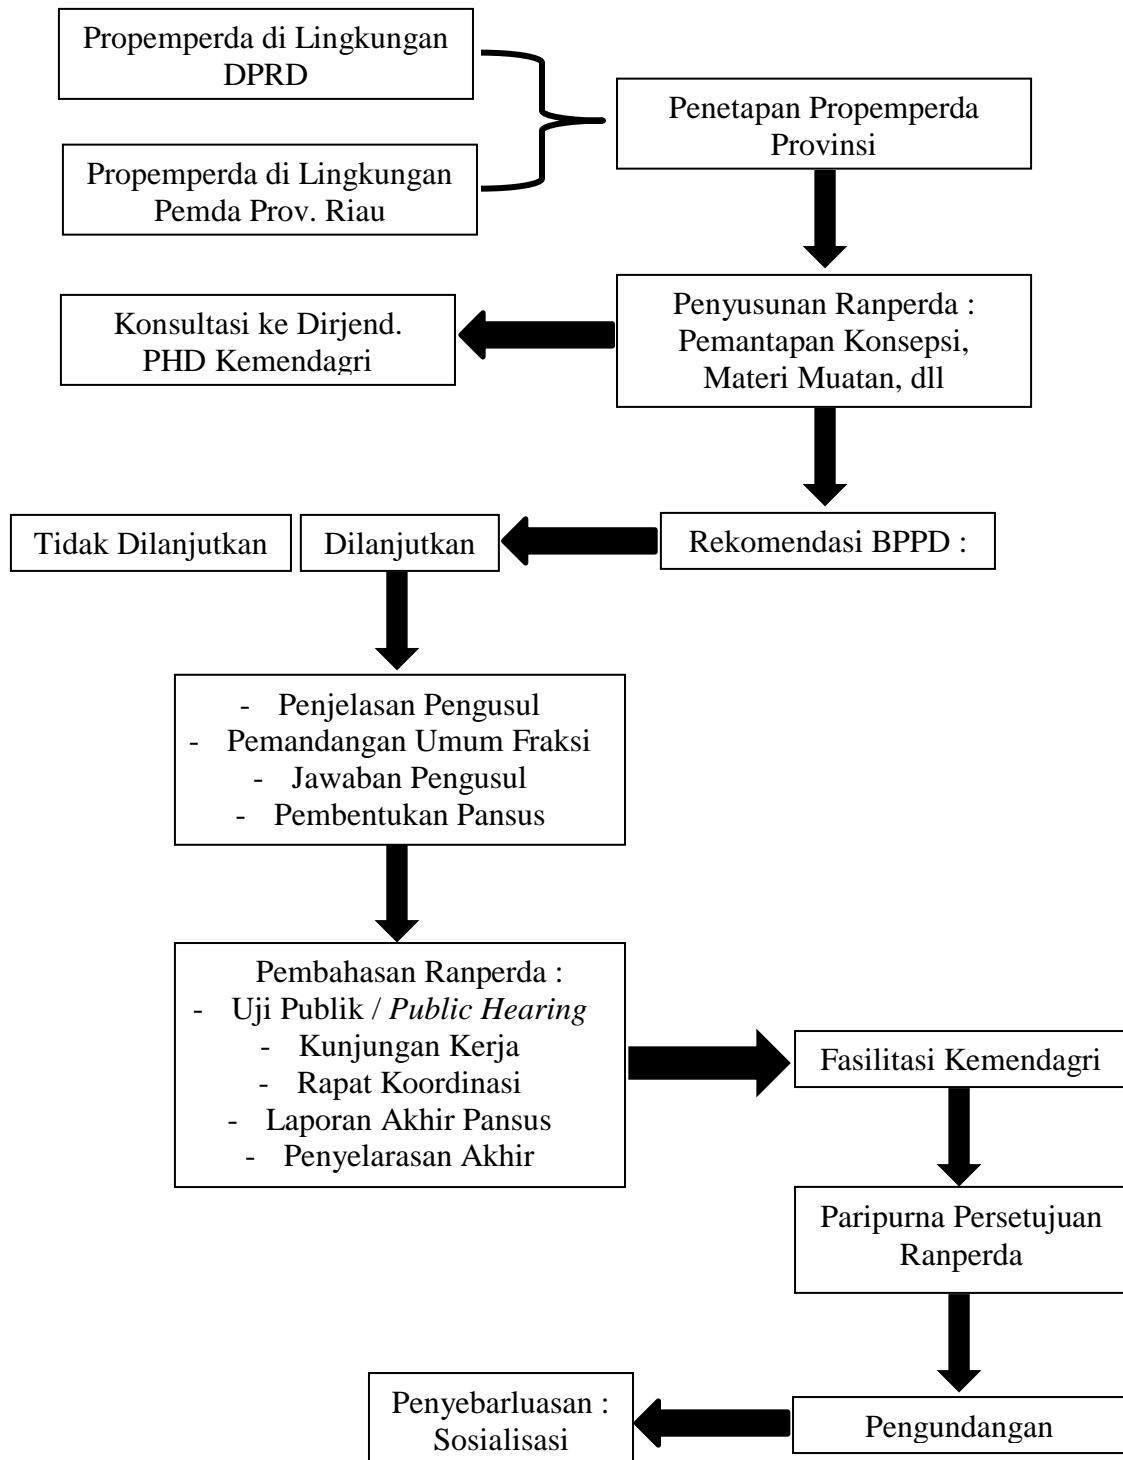 Propemperda di Lingkungan
DPRD
Penetapan Propemperda
Provinsi
Propemperda di Lingkungan
Pemda Prov. Riau
Penyusunan Ranperda :
Pemantapan Konsepsi,
Materi Muatan, dll
Konsultasi ke Dirjend.
PHD Kemendagri
Rekomendasi BPPD :
Dilanjutkan
Tidak Dilanjutkan
- Penjelasan Pengusul
- Pemandangan Umum Fraksi
- Jawaban Pengusul
- Pembentukan Pansus
Pembahasan Ranperda :
- Uji Publik / Public Hearing
- Kunjungan Kerja
- Rapat Koordinasi
- Laporan Akhir Pansus
- Penyelarasan Akhir
Fasilitasi Kemendagri
Paripurna Persetujuan
Ranperda
Pengundangan
Penyebarluasan :
Sosialisasi